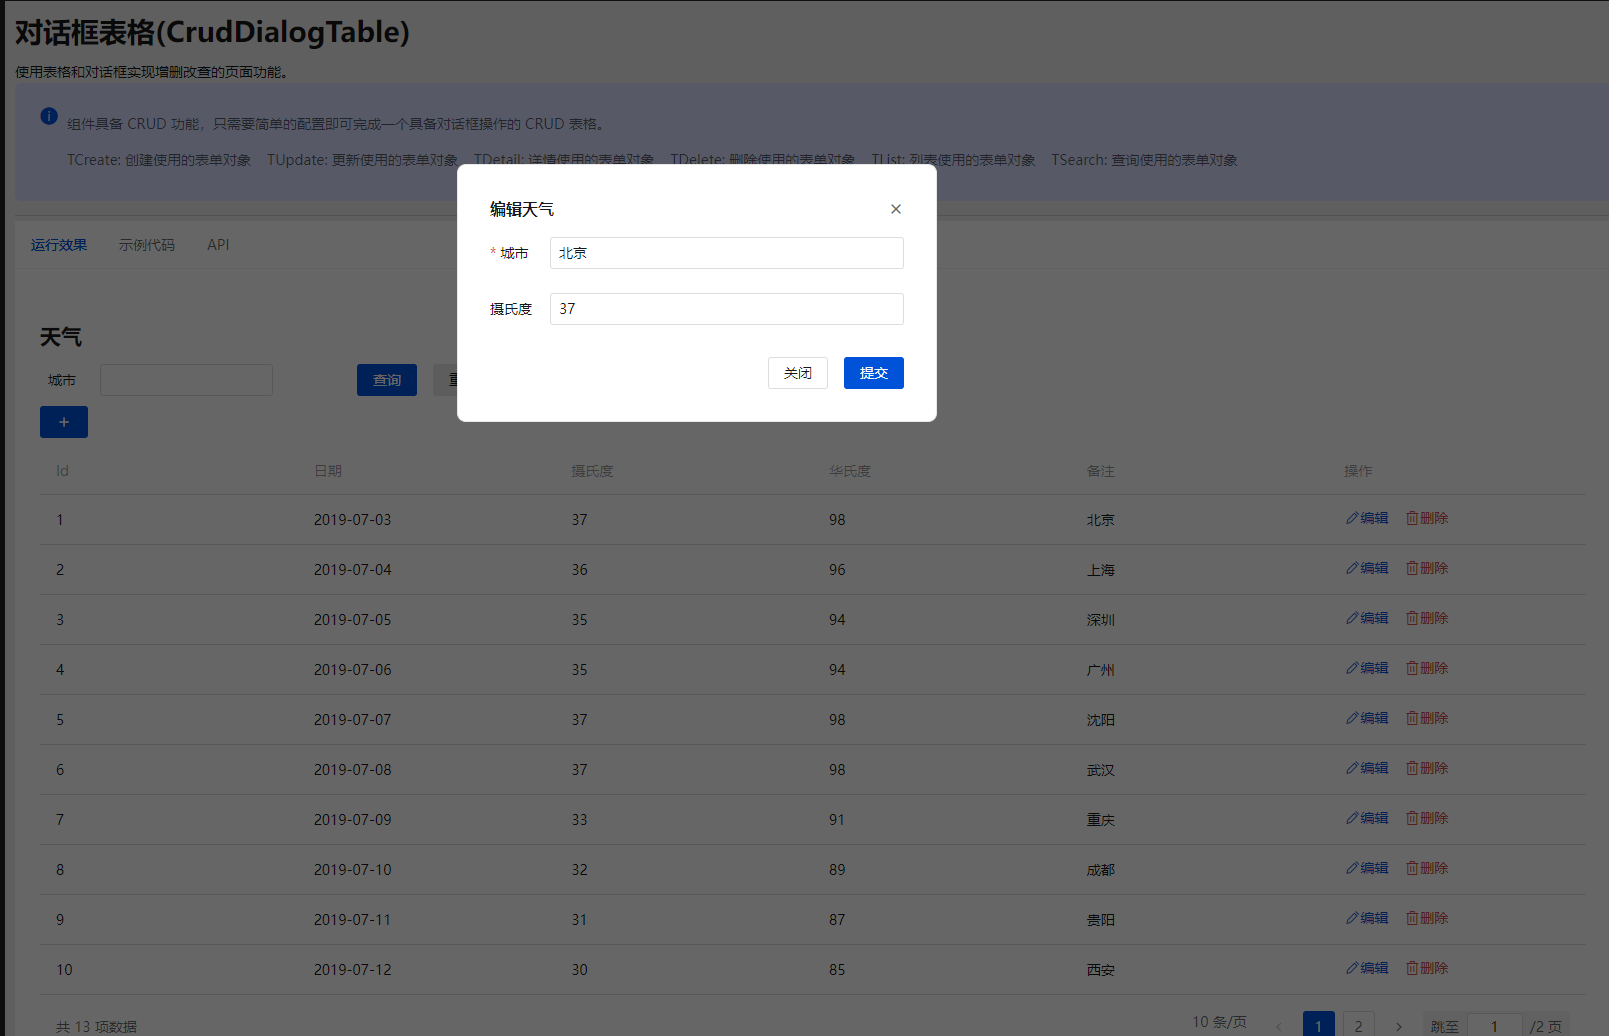 对话框表格(CrudDialogTable)
使用表格和对话框实现增删改查的页面功能。
组件具备 CRUD 功能，只需要简单的配置即可完成一个具备对话框操作的 CRUD 表格。
TCreate: 创建使用的表单对象 TUpdate: 更新使用的表单对象 TDetail: 详情使用的表单对象 TDelete: 删除使用的表单对象 TList: 列表使用的表单对象 TSearch: 查询使用的表单对象
编辑天气 ×
* 城市 北京
摄氏度 37
关闭 提交
运行效果 示例代码 API
天气
城市 查询
+
Id 日期 摄氏度 华氏度 备注 操作
1 2019-07-03 37 98 北京 编辑 删除
2 2019-07-04 36 96 上海 编辑 删除
3 2019-07-05 35 94 深圳 编辑 删除
4 2019-07-06 35 94 广州 编辑 删除
5 2019-07-07 37 98 沈阳 编辑 删除
6 2019-07-08 37 98 武汉 编辑 删除
7 2019-07-09 33 91 重庆 编辑 删除
8 2019-07-10 32 89 成都 编辑 删除
9 2019-07-11 31 87 贵阳 编辑 删除
10 2019-07-12 30 85 西安 编辑 删除
共 13 项数据 10 条/页 1 2 跳至 1 /2 页